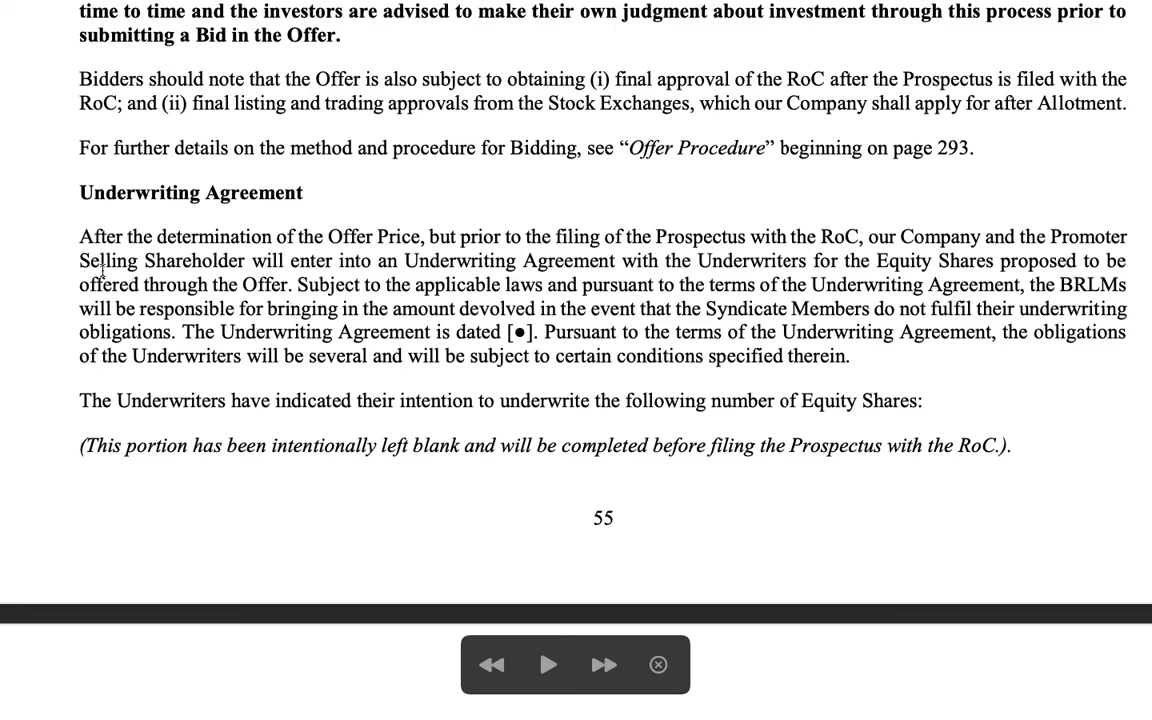 time to time and the investors are advised to make their own judgment about investment through this process prior to
submitting a Bid in the Offer.
Bidders should note that the Offer is also subject to obtaining (i) final approval of the RoC after the Prospectus is filed with the
RoC; and (ii) final listing and trading approvals from the Stock Exchanges, which our Company shall apply for after Allotment.
For further details on the method and procedure for Bidding, see “Offer Procedure” beginning on page 293.
Underwriting Agreement
After the determination of the Offer Price, but prior to the filing of the Prospectus with the RoC, our Company and the Promoter
Selling Shareholder will enter into an Underwriting Agreement with the Underwriters for the Equity Shares proposed to be
offered through the Offer. Subject to the applicable laws and pursuant to the terms of the Underwriting Agreement, the BRLMs
will be responsible for bringing in the amount devolved in the event that the Syndicate Members do not fulfil their underwriting
obligations. The Underwriting Agreement is dated [●]. Pursuant to the terms of the Underwriting Agreement, the obligations
of the Underwriters will be several and will be subject to certain conditions specified therein.
The Underwriters have indicated their intention to underwrite the following number of Equity Shares:
(This portion has been intentionally left blank and will be completed before filing the Prospectus with the RoC.).
55